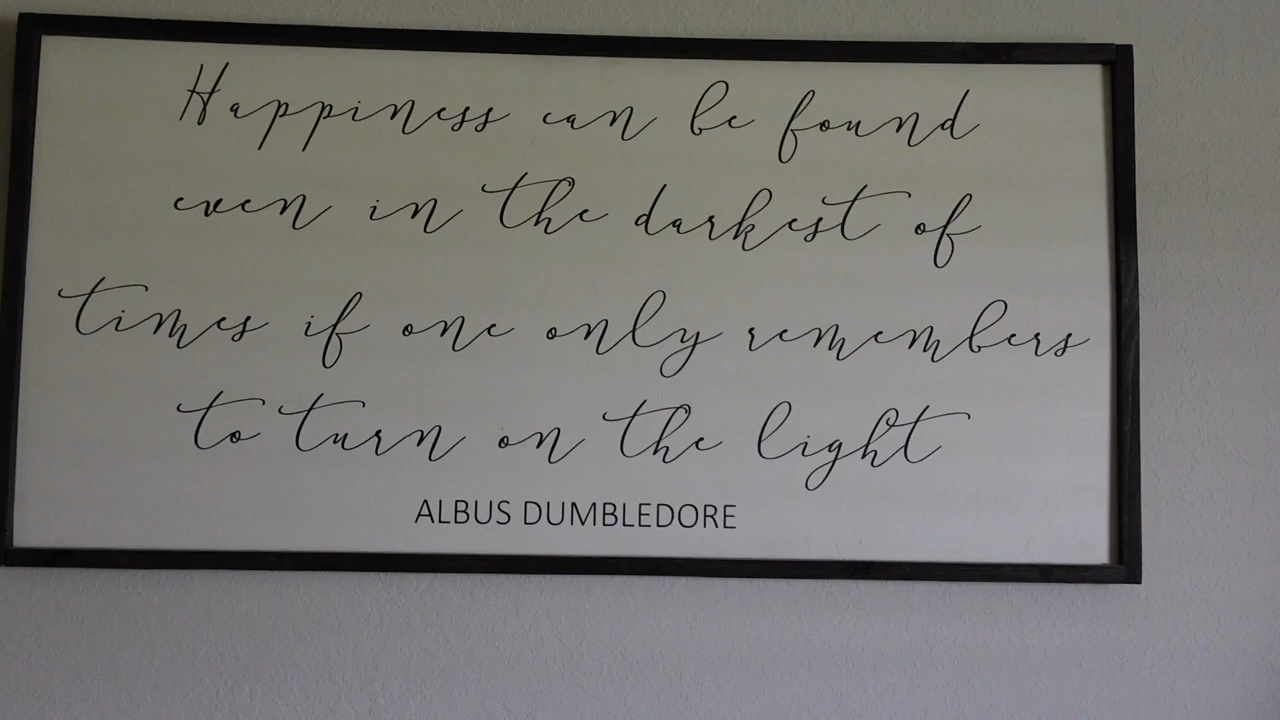 Happiness can be found
even in the darkest of
times if one only remembers
to turn on the light
ALBUS DUMBLEDORE